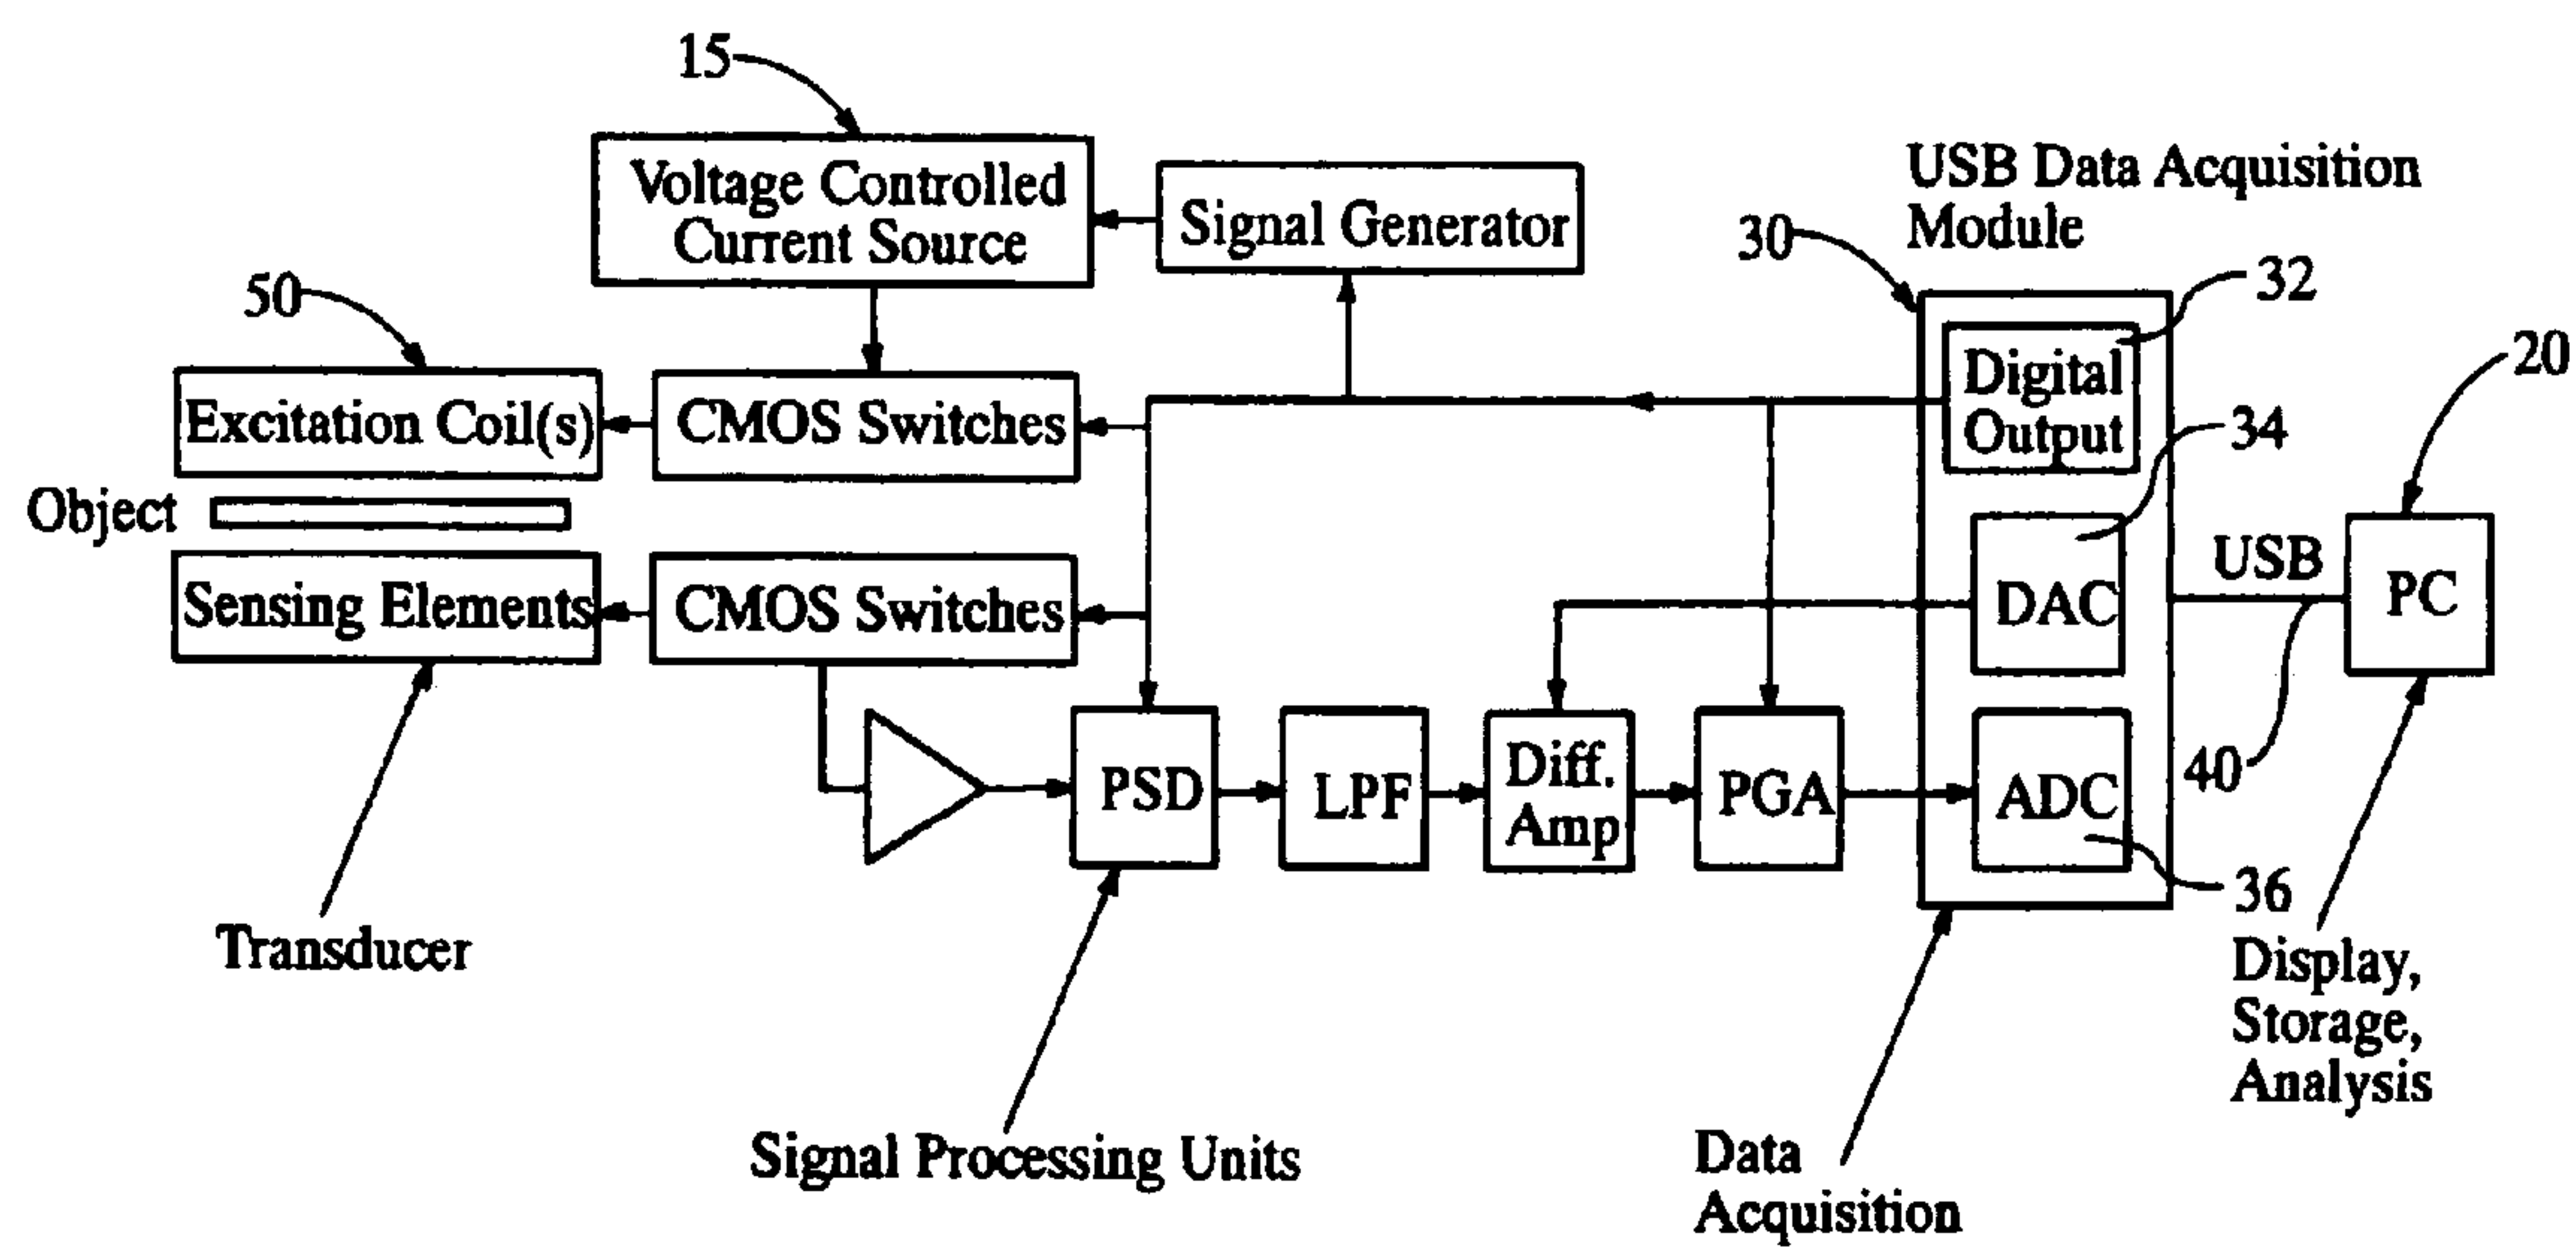 15
Voltage Controlled
Current Source
Signal Generator
USB Data Acquisition
Module
30
32
50
Digital
Output
20
Excitation Coil(s)
CMOS Switches
34
Object
DAC
USB
PC
Sensing Elements
CMOS Switches
PSD
LPF
Diff.
Amp
PGA
ADC
40
36
Transducer
Display,
Storage,
Analysis
Signal Processing Units
Data
Acquisition